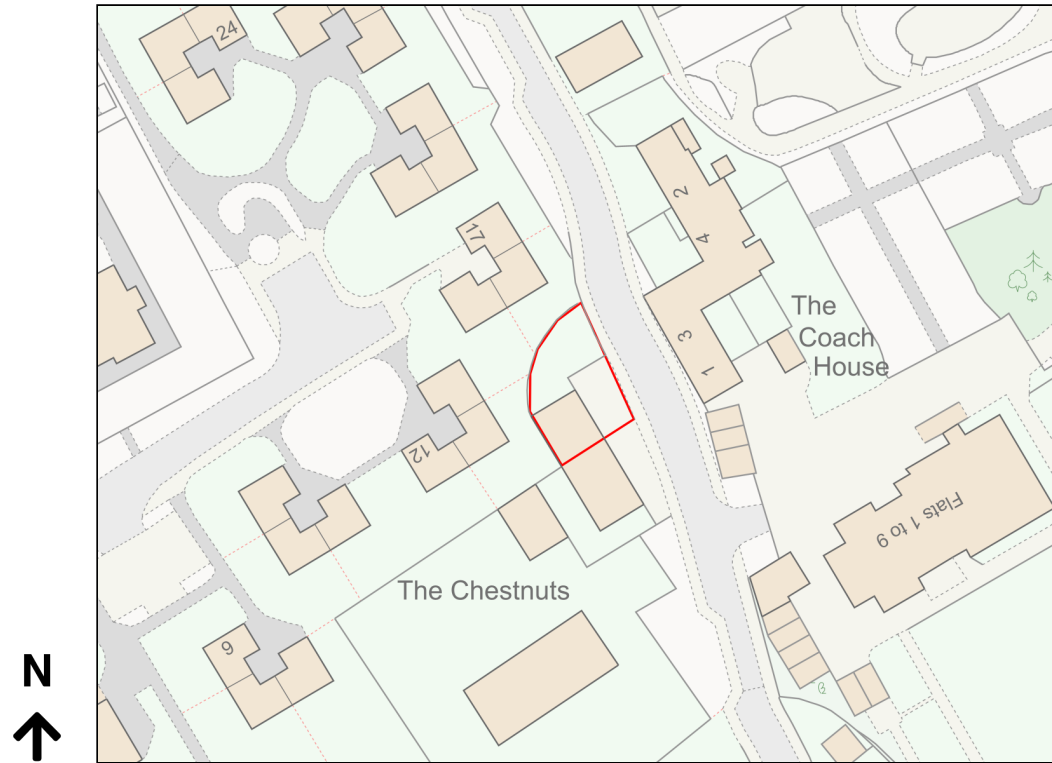 24
17
2
4
3
1
The
Coach
House
12
Flats 1 to 9
The Chestnuts
9
N